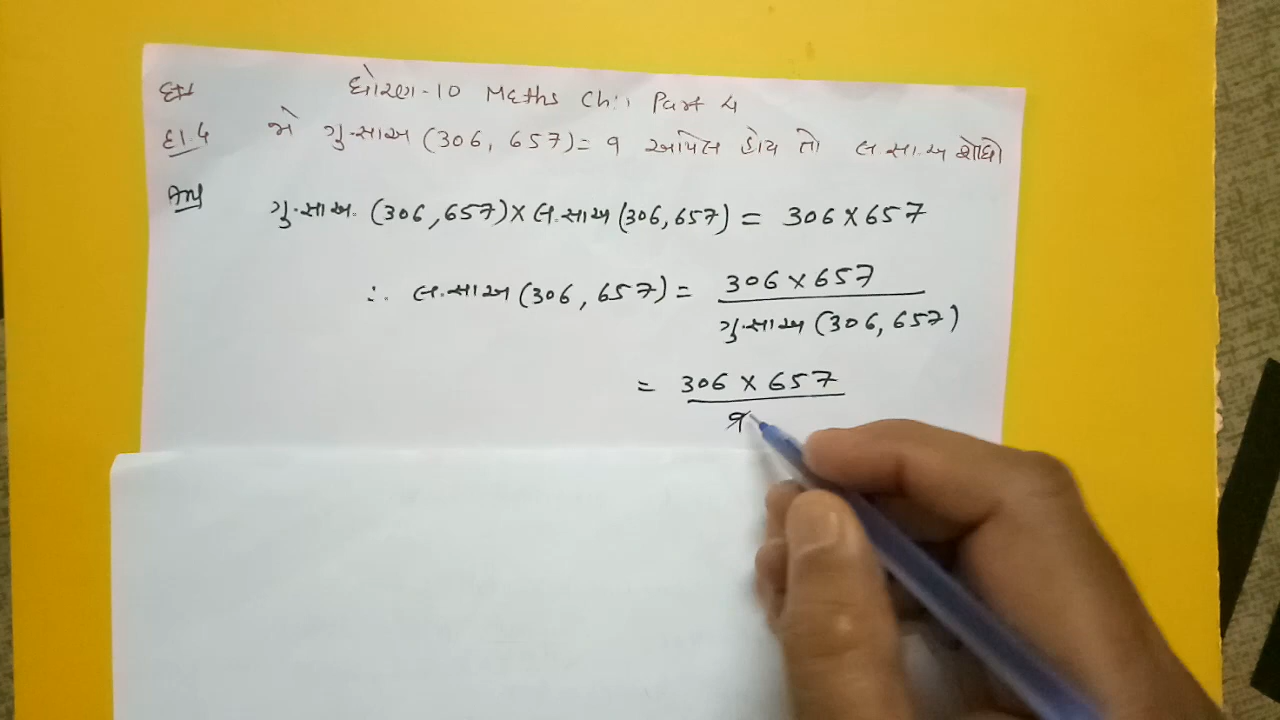 ધોરણ-10 Maths Ch:1 Part 4
દા.4 જો ગુ.સા.અ (306, 657) = 9 આપેલ હોય તો લ.સા.અ શોધો
Ans ગુ.સા.અ. (306, 657) × લ.સા.અ (306, 657) = 306 × 657
∴ લ.સા.અ (306, 657) = 306 × 657
ગુ.સા.અ (306, 657)
= 306 × 657
9